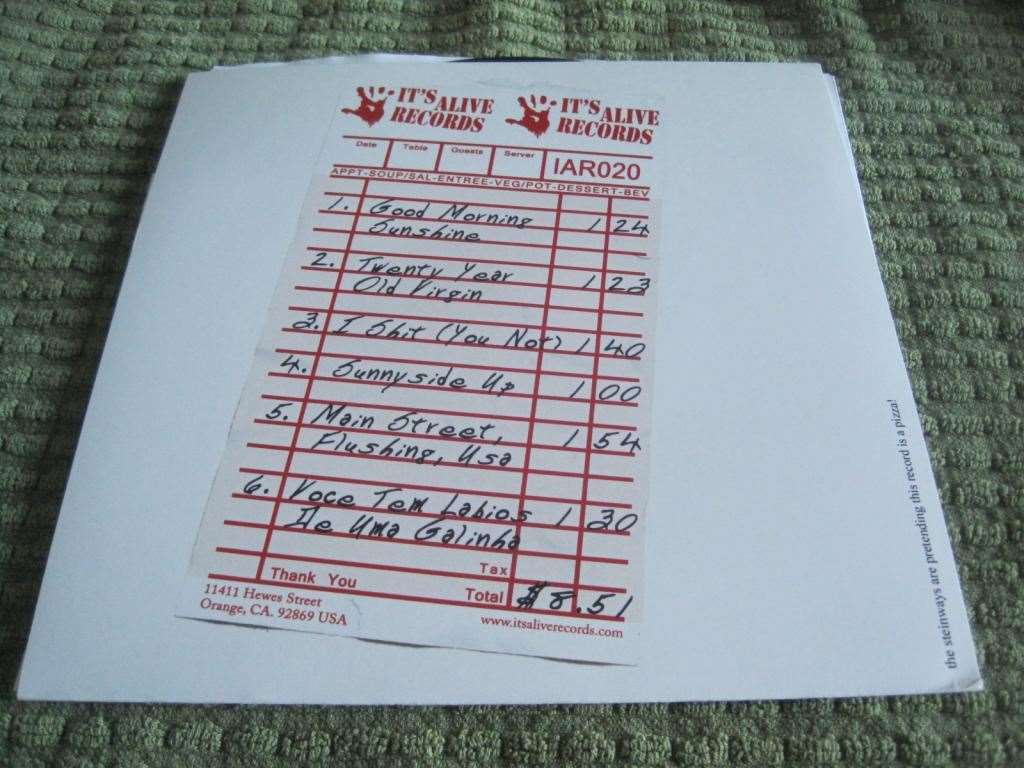 IT'S ALIVE RECORDS IT'S ALIVE RECORDS
Date Table Guests Server IAR020
APPT-SOUP/SAL-ENTREE-VEG/POT-DESSERT-BEV
1. Good Morning 1 24
Sunshine
2. Twenty Year 1 23
Old Virgin
3. I Shit (You Not) 1 40
4. Sunnyside Up 1 00
5. Main Street, 1 54
Flushing, Usa
6. Voce Tem Labios 1 30
De Uma Galinha
Tax
Thank You Total $8.51
11411 Hewes Street
Orange, CA. 92869 USA www.itsaliverecords.com
the steinways are pretending this record is a pizza!